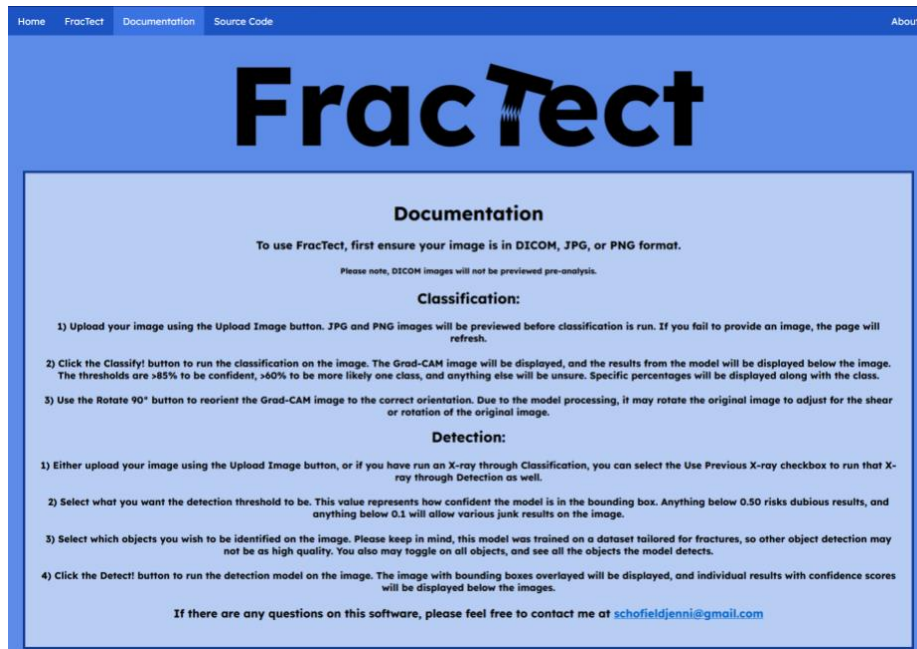 Home FracTect Documentation Source Code About
FracTect
Documentation
To use FracTect, first ensure your image is in DICOM, JPG, or PNG format.
Please note, DICOM images will not be previewed pre-analysis.
Classification:
1) Upload your image using the Upload Image button. JPG and PNG images will be previewed before classification is run. If you fail to provide an image, the page will
refresh.
2) Click the Classify! button to run the classification on the image. The Grad-CAM image will be displayed, and the results from the model will be displayed below the image.
The thresholds are >85% to be confident, >60% to be more likely one class, and anything else will be unsure. Specific percentages will be displayed along with the class.
3) Use the Rotate 90° button to reorient the Grad-CAM image to the correct orientation. Due to the model processing, it may rotate the original image to adjust for the shear
or rotation of the original image.
Detection:
1) Either upload your image using the Upload Image button, or if you have run an X-ray through Classification, you can select the Use Previous X-ray checkbox to run that X-
ray through Detection as well.
2) Select what you want the detection threshold to be. This value represents how confident the model is in the bounding box. Anything below 0.50 risks dubious results, and
anything below 0.1 will allow various junk results on the image.
3) Select which objects you wish to be identified on the image. Please keep in mind, this model was trained on a dataset tailored for fractures, so other object detection may
not be as high quality. You also may toggle on all objects, and see all the objects the model detects.
4) Click the Detect! button to run the detection model on the image. The image with bounding boxes overlayed will be displayed, and individual results with confidence scores
will be displayed below the images.
If there are any questions on this software, please feel free to contact me at schofieldjenni@gmail.com